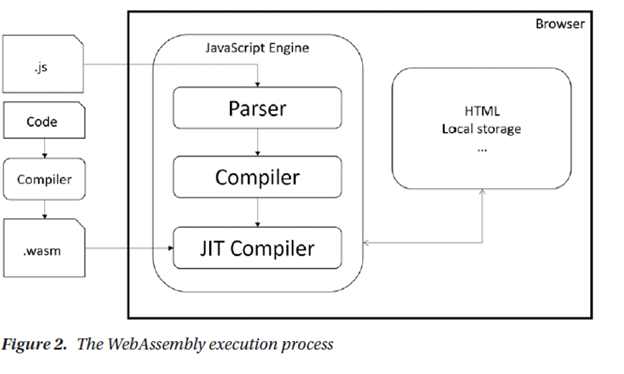 Browser
JavaScript Engine
.js
Parser
HTML
Local storage
...
Code
Compiler
Compiler
.wasm
JIT Compiler
Figure 2. The WebAssembly execution process